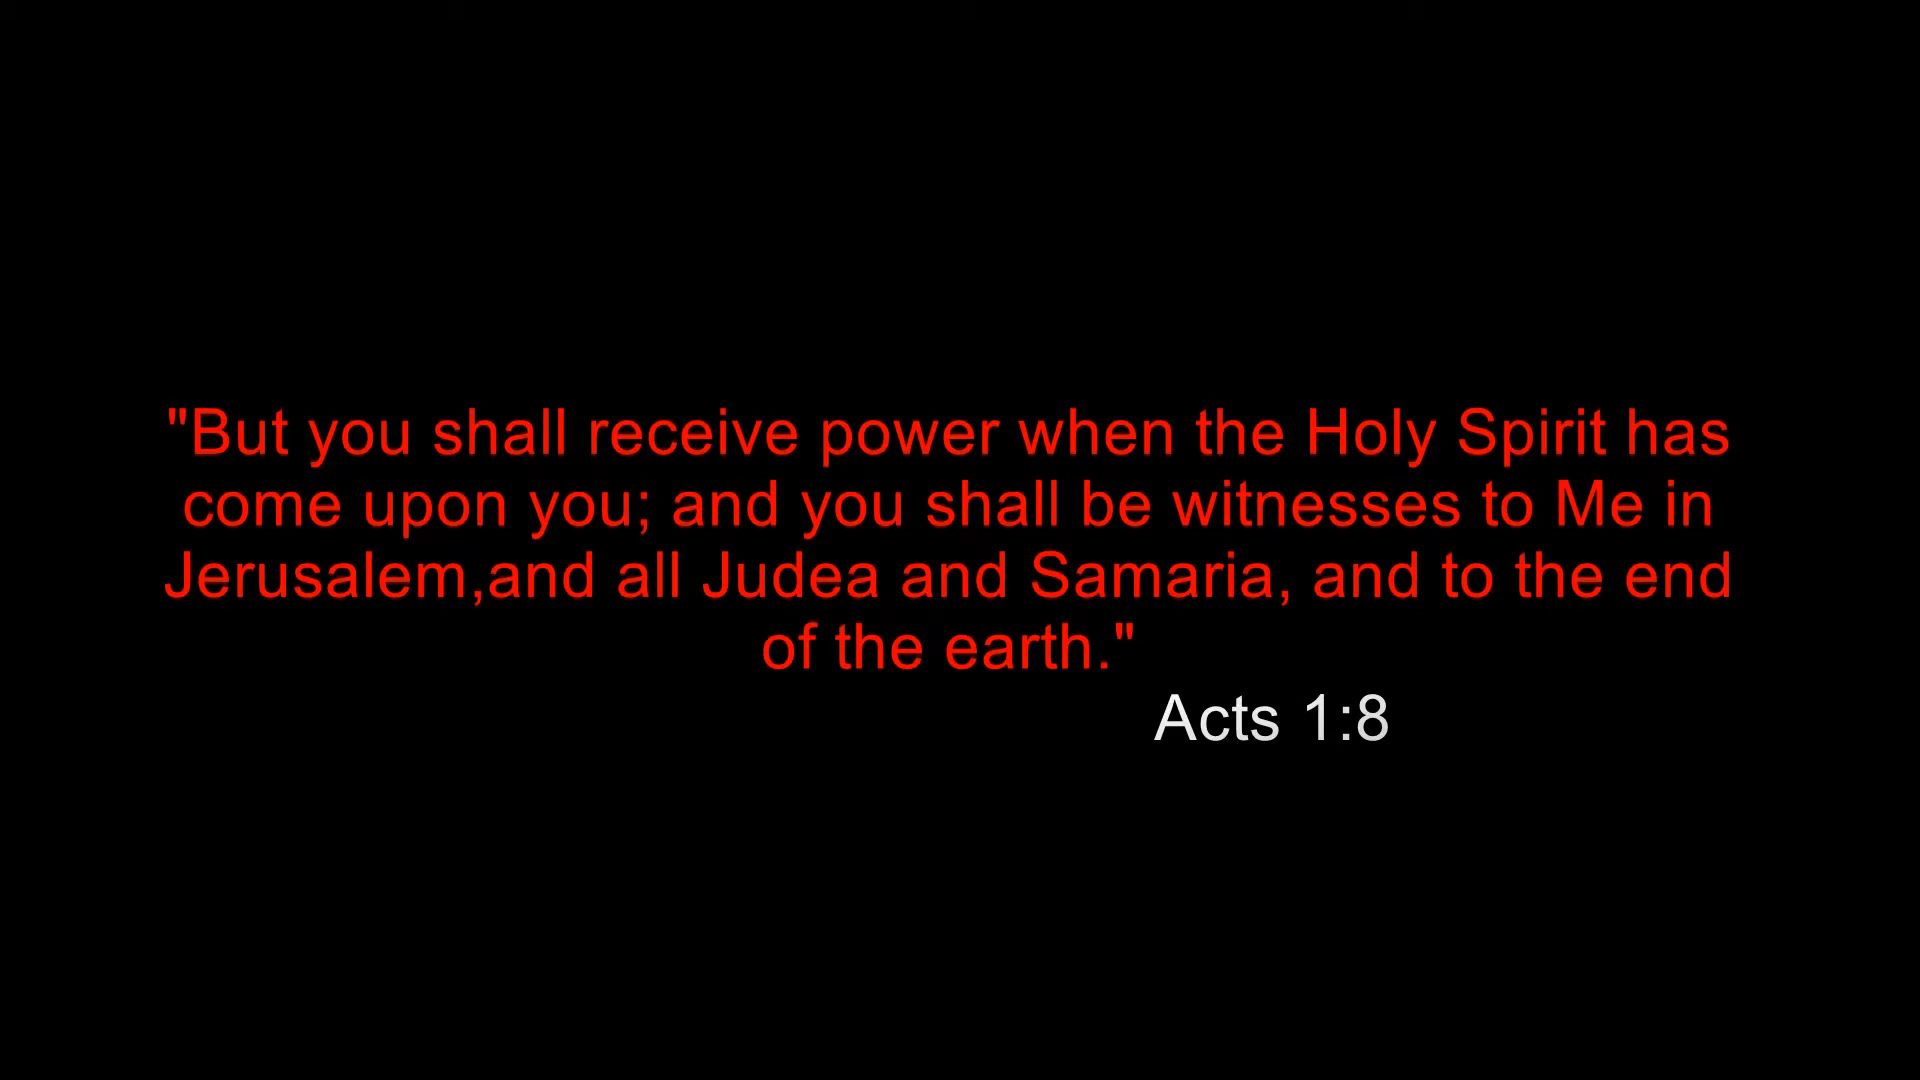 "But you shall receive power when the Holy Spirit has
come upon you; and you shall be witnesses to Me in
Jerusalem,and all Judea and Samaria, and to the end
of the earth."
Acts 1:8